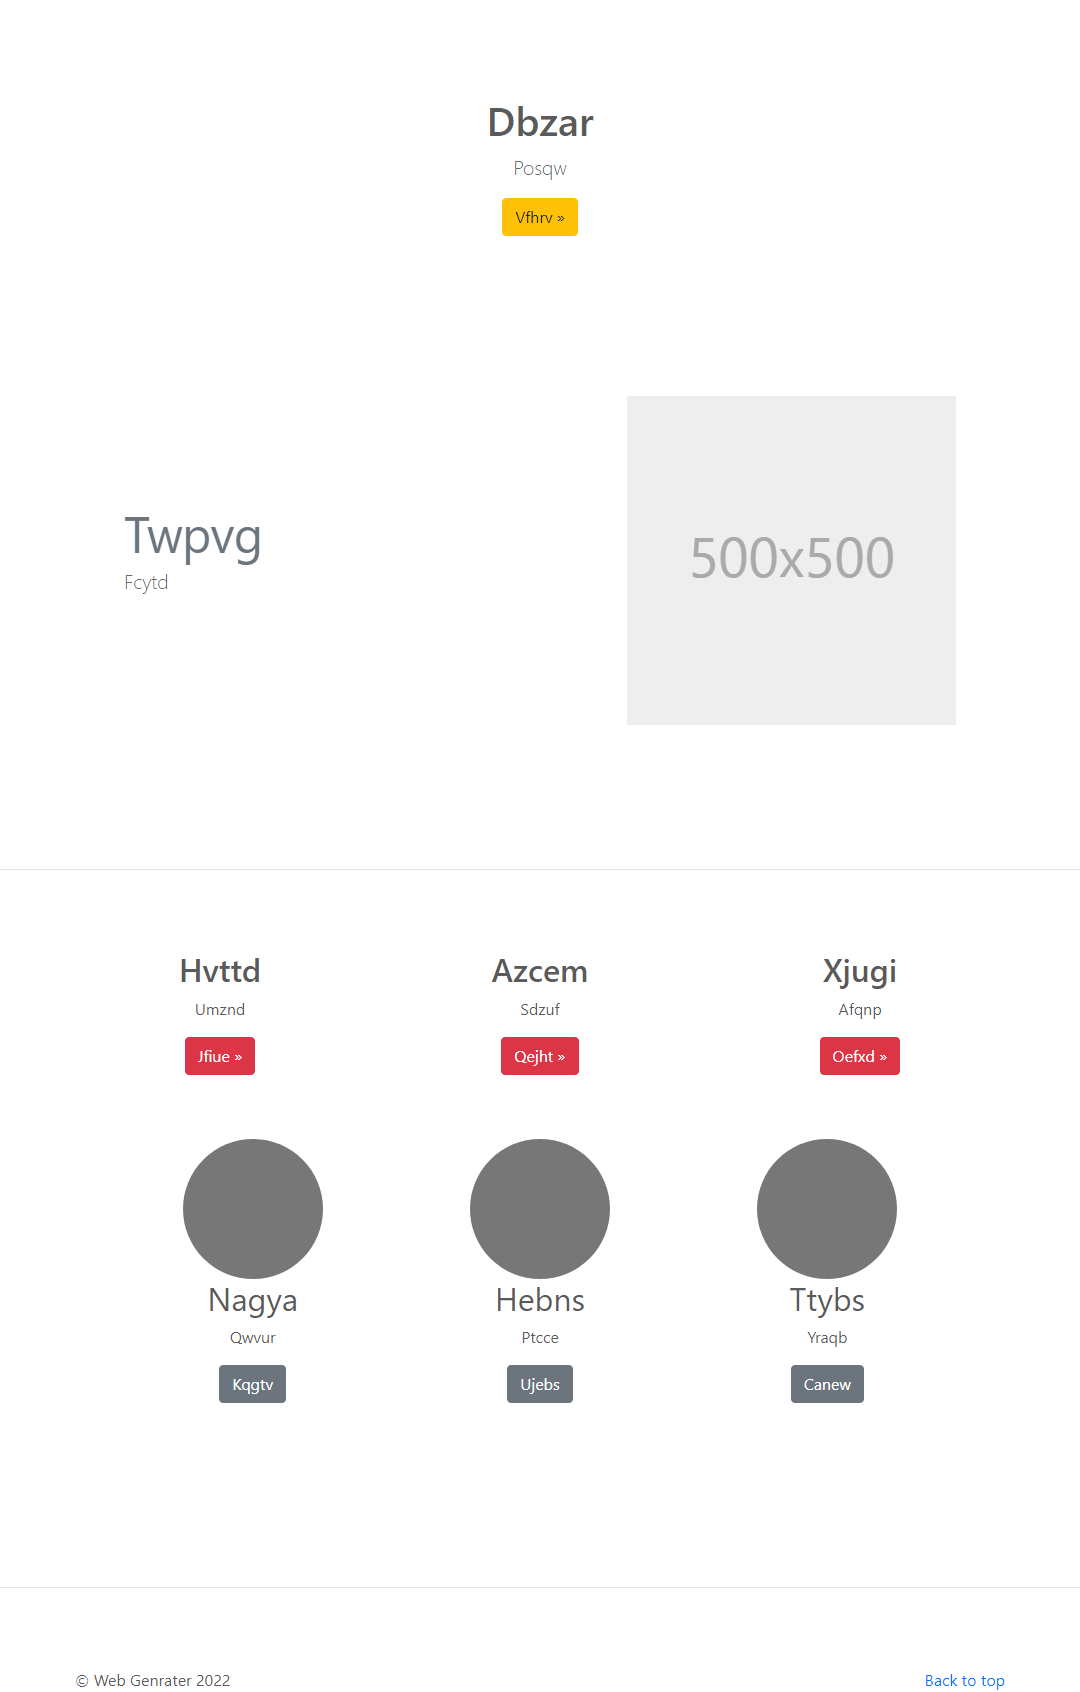 Dbzar
Posqw
Vfhrv »
Twpvg
Fcytd
500x500
Hvttd
Umznd
Jfiue »
Azcem
Sdzuf
Qejht »
Xjugi
Afqnp
Oefxd »
Nagya
Qwvur
Kqgtv
Hebns
Ptcce
Ujebs
Ttybs
Yraqb
Canew
© Web Genrater 2022
Back to top